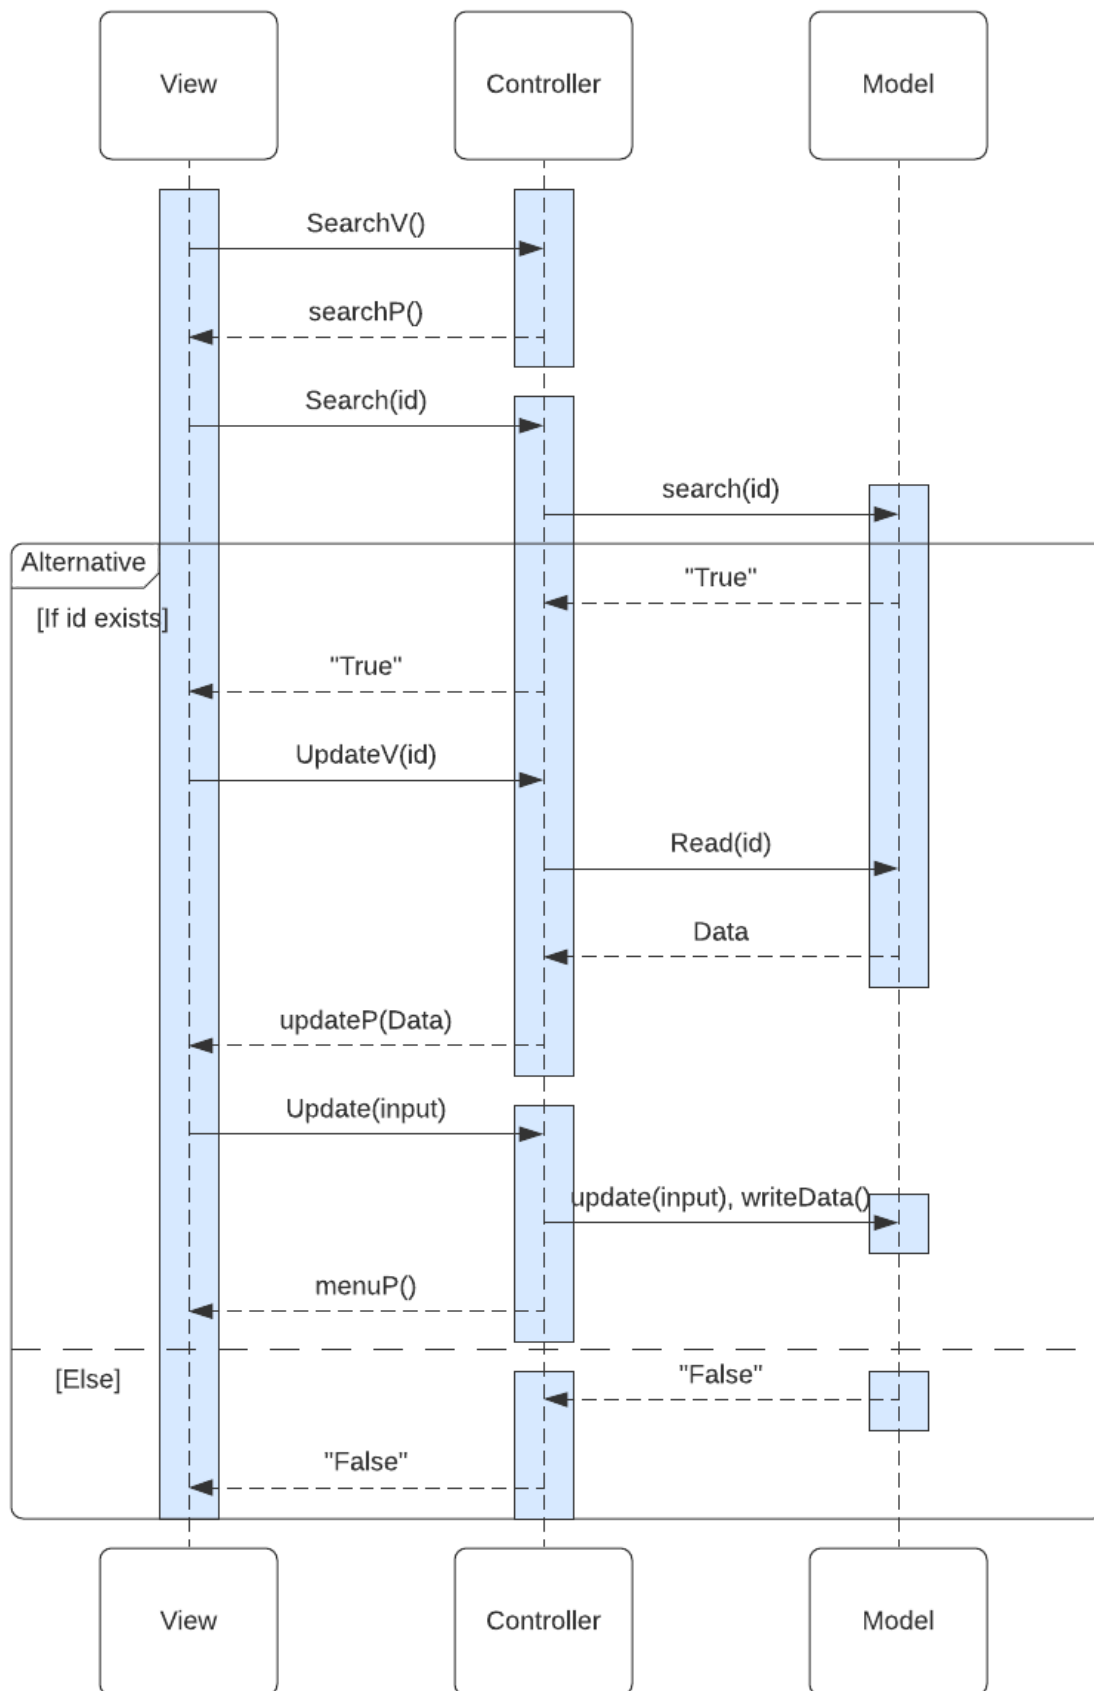 View
Controller
Model
SearchV()
searchP()
Search(id)
search(id)
Alternative
"True"
[If id exists]
"True"
UpdateV(id)
Read(id)
Data
updateP(Data)
Update(input)
update(input), writeData()
menuP()
[Else]
"False"
"False"
View
Controller
Model